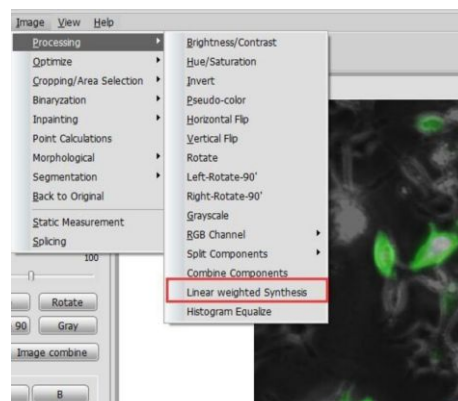 Image View Help
Processing
Optimize
Cropping/Area Selection
Binaryzation
Inpainting
Point Calculations
Morphological
Segmentation
Back to Original
Static Measurement
Splicing
Brightness/Contrast
Hue/Saturation
Invert
Pseudo-color
Horizontal Flip
Vertical Flip
Rotate
Left-Rotate-90'
Right-Rotate-90'
Grayscale
RGB Channel
Split Components
Combine Components
Linear weighted Synthesis
Histogram Equalize
100
Rotate
90 Gray
Image combine
B